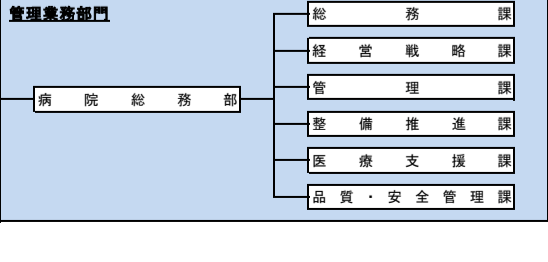 管理業務部門
総務課
経営戦略課
管理課
病院総務部
整備推進課
医療支援課
品質・安全管理課